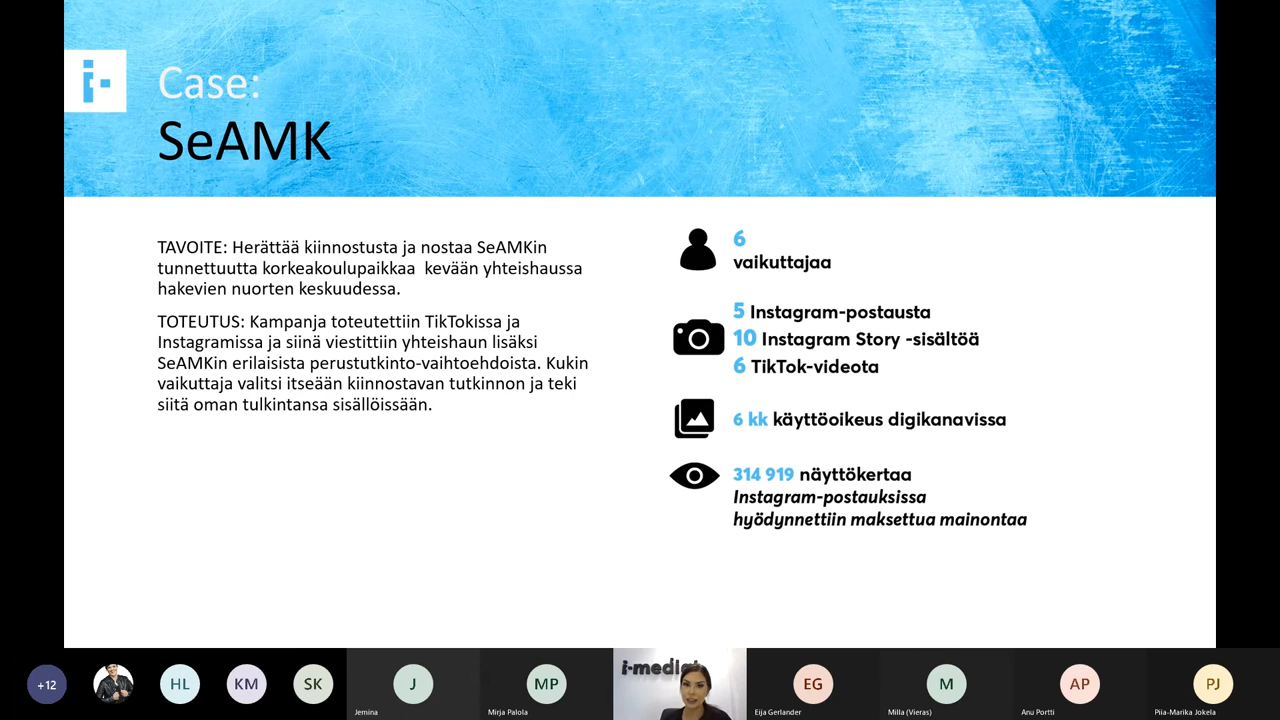 i-
Case:
SeAMK
TAVOITE: Herättää kiinnostusta ja nostaa SeAMKin
tunnettuutta korkeakoulupaikkaa  kevään yhteishaussa
hakevien nuorten keskuudessa.
TOTEUTUS: Kampanja toteutettiin TikTokissa ja
Instagramissa ja siinä viestittiin yhteishaun lisäksi
SeAMKin erilaisista perustutkinto-vaihtoehdoista. Kukin
vaikuttaja valitsi itseään kiinnostavan tutkinnon ja teki
siitä oman tulkintansa sisällöissään.
6
vaikuttajaa
5 Instagram-postausta
10 Instagram Story -sisältöä
6 TikTok-videota
6 kk käyttöoikeus digikanavissa
314 919 näyttökertaa
Instagram-postauksissa
hyödynnettiin maksettua mainontaa
+12
HL
KM
SK
J
Jemina
MP
Mirja Palola
i-media
EG
Eija Gerlander
M
Milla (Vieras)
AP
Anu Portti
PJ
Piia-Marika Jokela